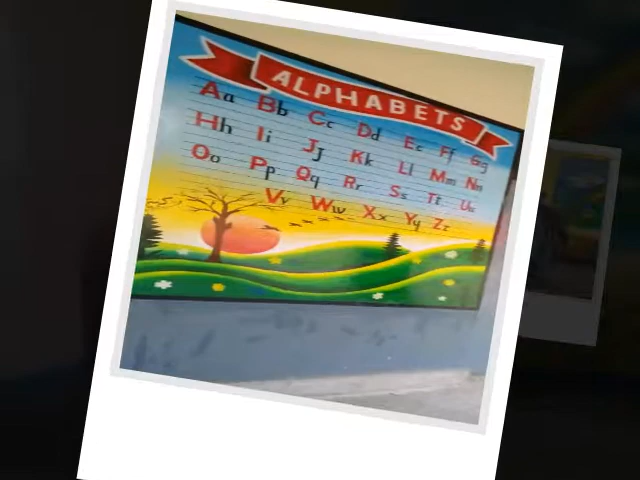 ALPHABETS
Aa Bb Cc Dd Ee Ff Gg
Hh Ii Jj Kk Ll Mm Nn
Oo Pp Qq Rr Ss Tt Uu
Vv Ww Xx Yy Zz